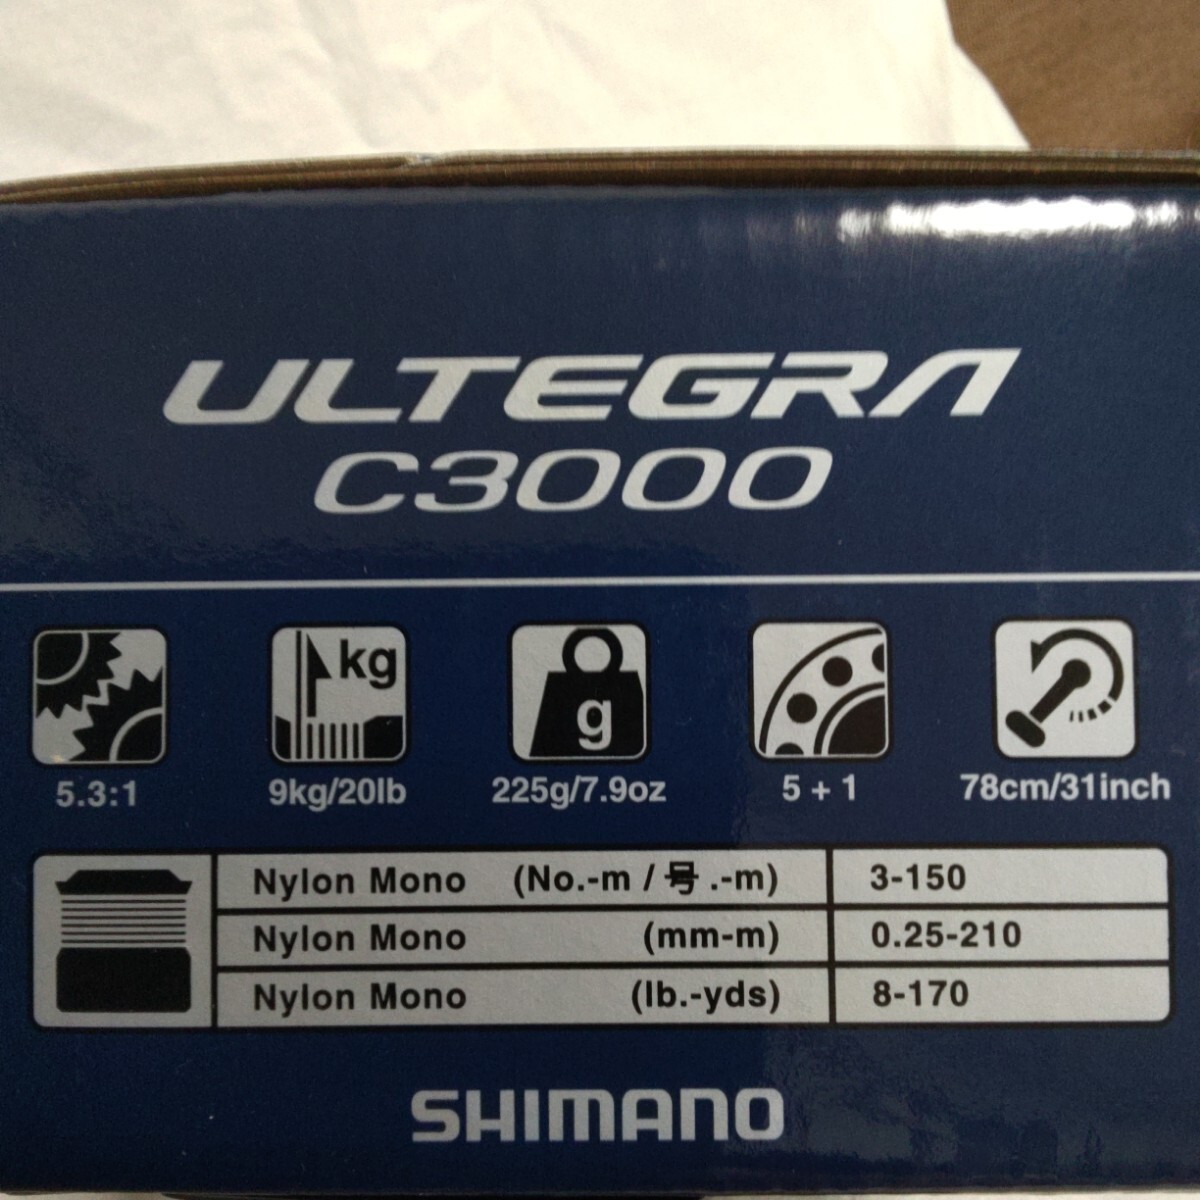 ULTEGRA
C3000
kg
g
5.3:1 9kg/20lb 225g/7.9oz 5 + 1 78cm/31inch
Nylon Mono (No.-m / 号.-m) 3-150
Nylon Mono (mm-m) 0.25-210
Nylon Mono (lb.-yds) 8-170
SHIMANO